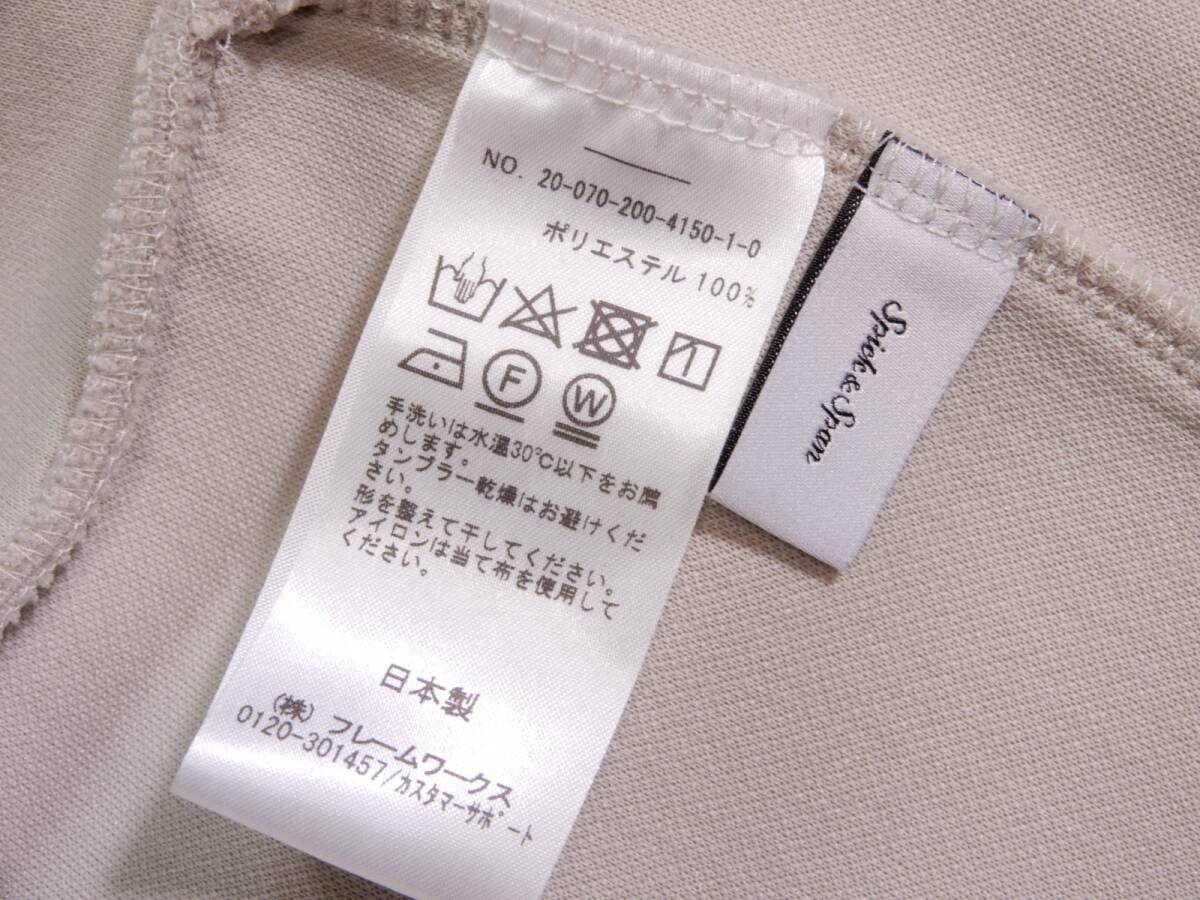 NO. 20-070-200-4150-1-0
ポリエステル 100%
F
W
手洗いは水温30℃以下をお薦
めします。
タンブラー乾燥はお避けくだ
さい。
形を整えて干してください。
アイロンは当て布を使用して
ください。
日本製
(株) フレームワークス
0120-301457/カスタマーサポート
Spick & Span